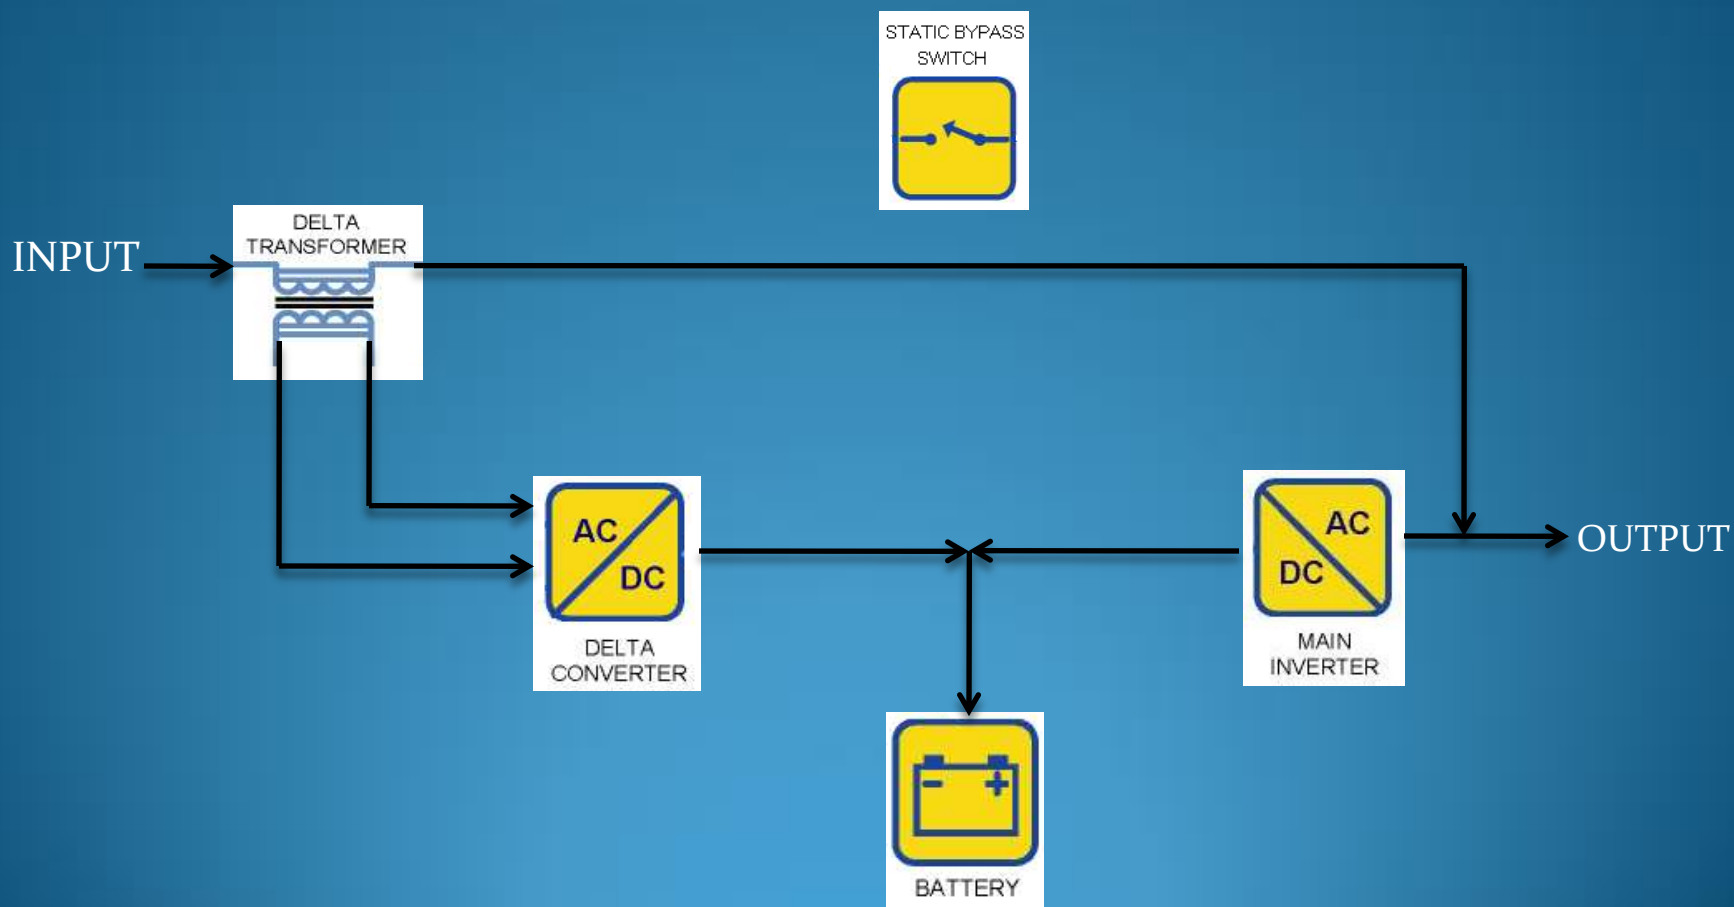 STATIC BYPASS
SWITCH
DELTA
TRANSFORMER
INPUT
AC
DC
DELTA
CONVERTER
AC
DC
MAIN
INVERTER
OUTPUT
- +
BATTERY